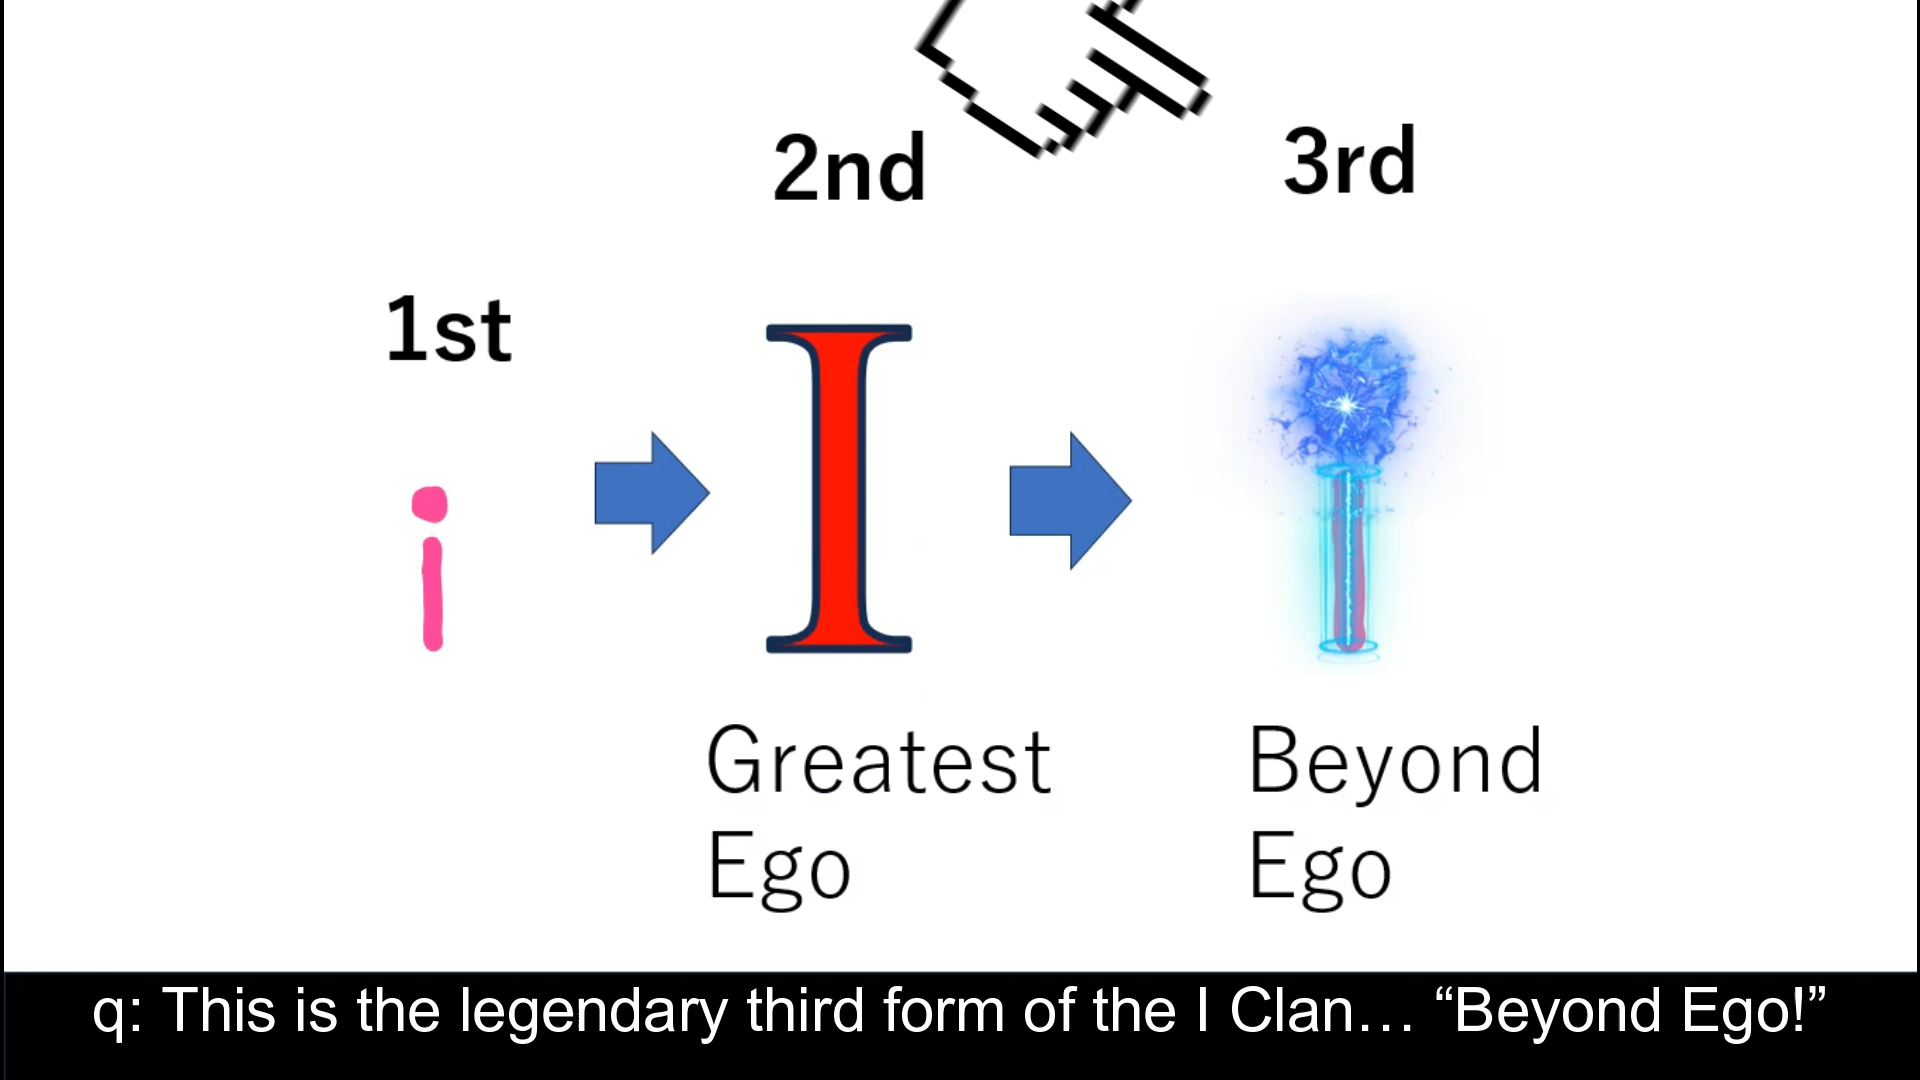 2nd
3rd
1st
i
I
Greatest
Ego
Beyond
Ego
q: This is the legendary third form of the I Clan… “Beyond Ego!”